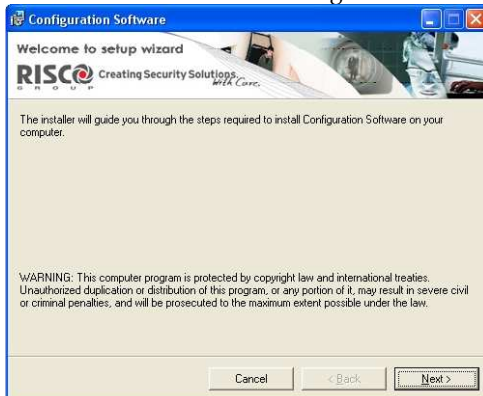 Configuration Software
Welcome to setup wizard
RISCO Creating Security Solutions
With Care.
GROUP
The installer will guide you through the steps required to install Configuration Software on your
computer.
WARNING: This computer program is protected by copyright law and international treaties.
Unauthorized duplication or distribution of this program, or any portion of it, may result in severe civil
or criminal penalties, and will be prosecuted to the maximum extent possible under the law.
Cancel < Back Next >